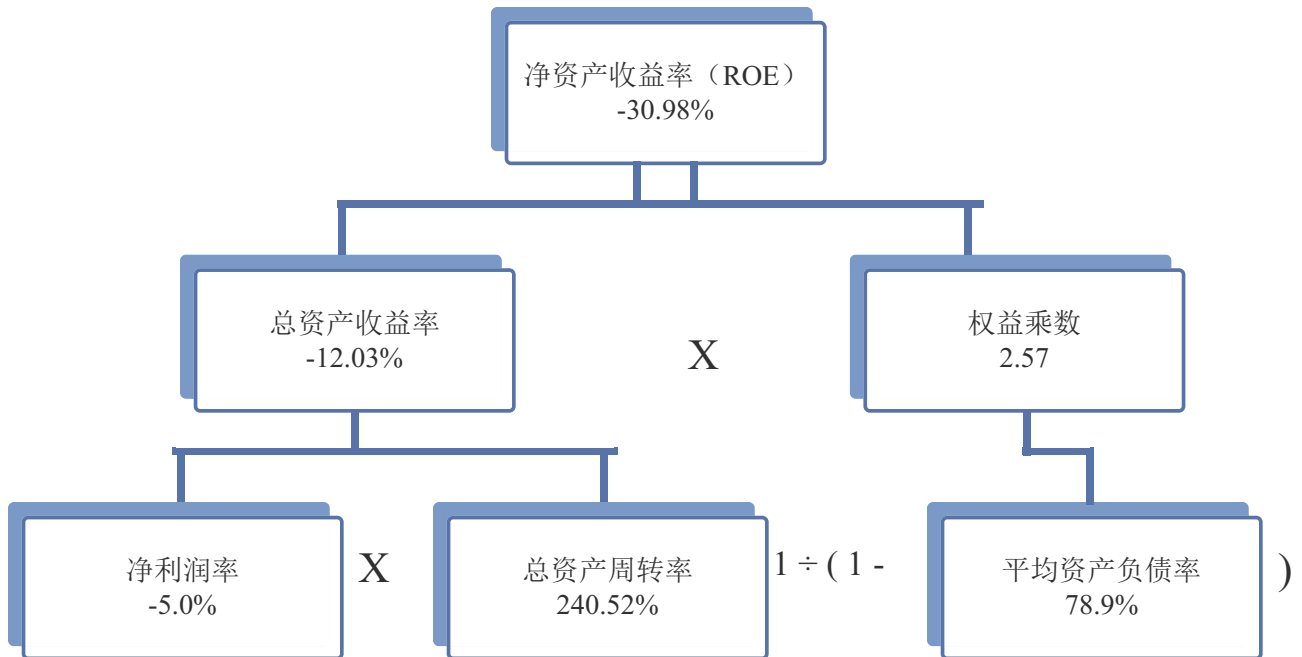 净资产收益率（ROE）
-30.98%
总资产收益率
-12.03%
X
权益乘数
2.57
净利润率
-5.0%
X
总资产周转率
240.52%
1 ÷ ( 1 -
平均资产负债率
78.9%
)